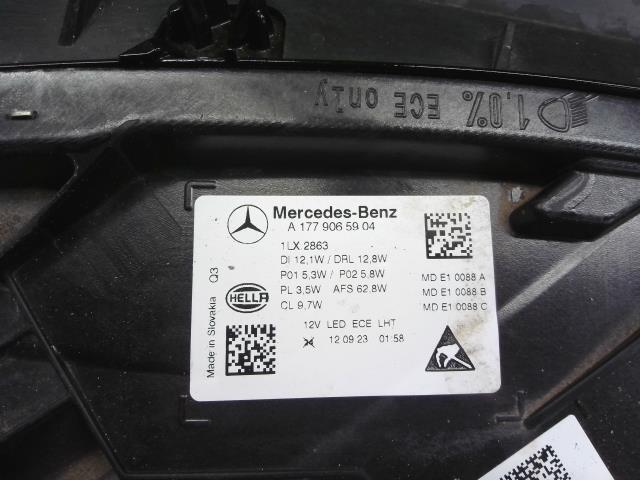 1.0% ECE only
Mercedes-Benz
A 177 906 59 04
1LX 2863
DI 12,1W / DRL 12,8W
P01 5,3W / P02 5,8W
PL 3,5W AFS 62,8W
CL 9,7W
MD E1 0088 A
MD E1 0088 B
MD E1 0088 C
HELLA
12V LED ECE LHT
12 09 23 01:58
Made in Slovakia Q3